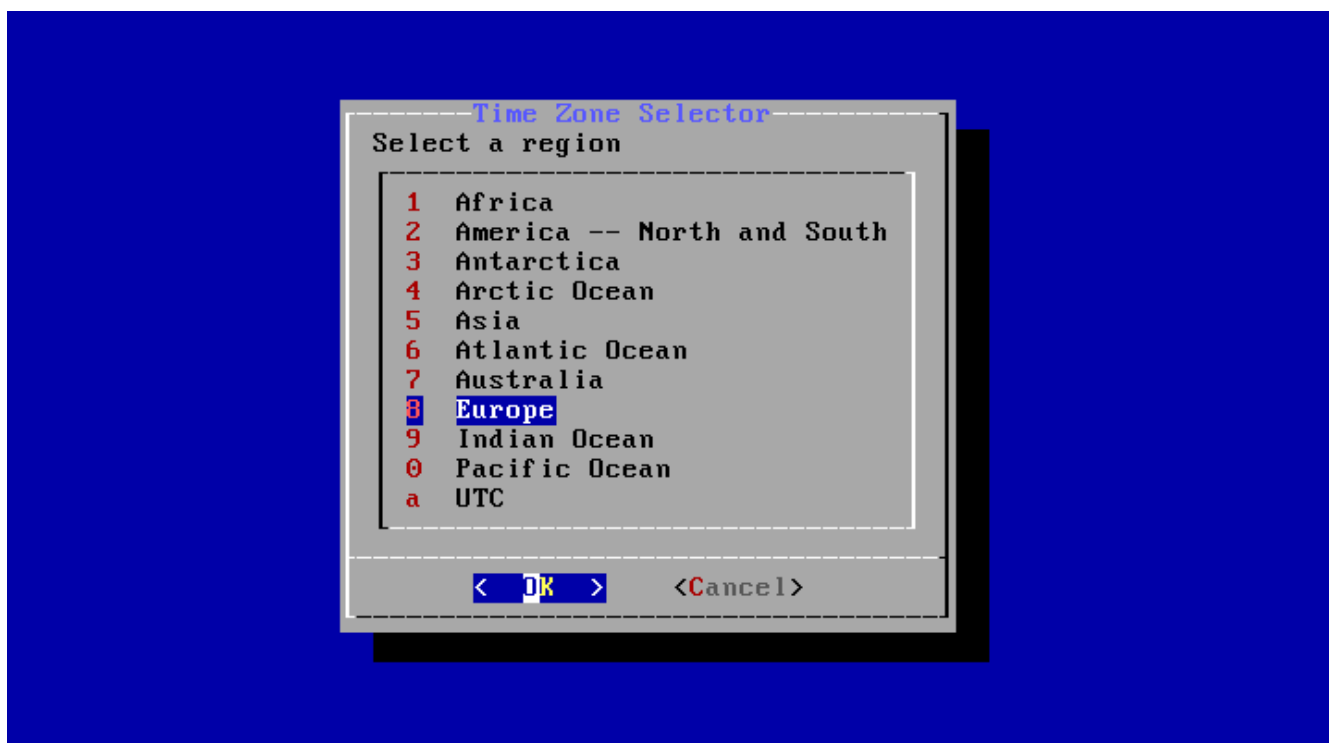 Time Zone Selector
Select a region
1 Africa
2 America -- North and South
3 Antarctica
4 Arctic Ocean
5 Asia
6 Atlantic Ocean
7 Australia
8 Europe
9 Indian Ocean
0 Pacific Ocean
a UTC
< OK > <Cancel>